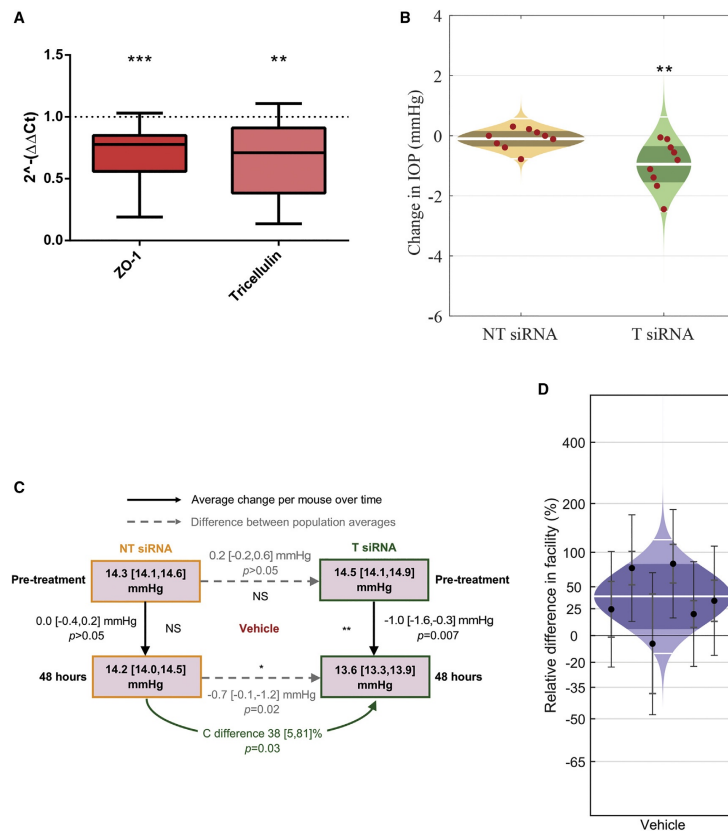 A
1.5
1.0
0.5
0.0
2^-(ΔΔCt)
***
**
ZO-1
Tricellulin
B
4
2
0
-2
-4
-6
Change in IOP (mmHg)
**
NT siRNA
T siRNA
C
Average change per mouse over time
Difference between population averages
NT siRNA
T siRNA
Pre-treatment
14.3 [14.1,14.6]
mmHg
0.2 [-0.2,0.6] mmHg
p>0.05
NS
14.5 [14.1,14.9]
mmHg
Pre-treatment
0.0 [-0.4,0.2] mmHg
p>0.05
NS
Vehicle
**
-1.0 [-1.6,-0.3] mmHg
p=0.007
48 hours
14.2 [14.0,14.5]
mmHg
*
-0.7 [-0.1,-1.2] mmHg
p=0.02
13.6 [13.3,13.9]
mmHg
48 hours
C difference 38 [5,81]%
p=0.03
D
400
200
100
50
25
0
-20
-35
-50
-65
Relative difference in facility (%)
Vehicle